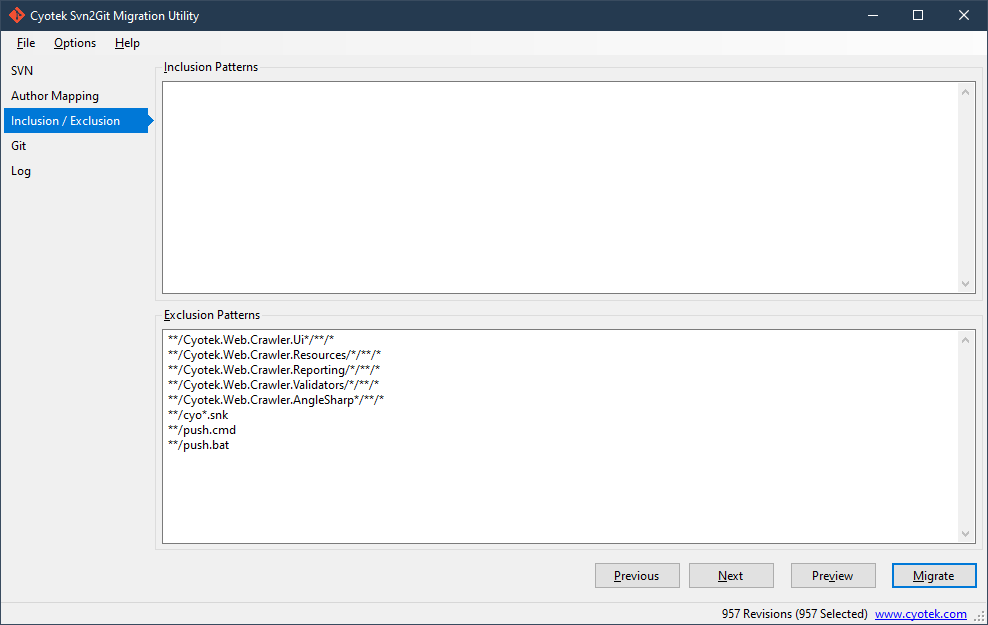 Cyotek Svn2Git Migration Utility
File Options Help
SVN
Author Mapping
Inclusion / Exclusion
Git
Log
Inclusion Patterns
Exclusion Patterns
**/Cyotek.Web.Crawler.Ui*/**/*
**/Cyotek.Web.Crawler.Resources/*/**/*
**/Cyotek.Web.Crawler.Reporting/*/**/*
**/Cyotek.Web.Crawler.Validators/*/**/*
**/Cyotek.Web.Crawler.AngleSharp*/**/*
**/cyo*.snk
**/push.cmd
**/push.bat
Previous Next Preview Migrate
957 Revisions (957 Selected) www.cyotek.com